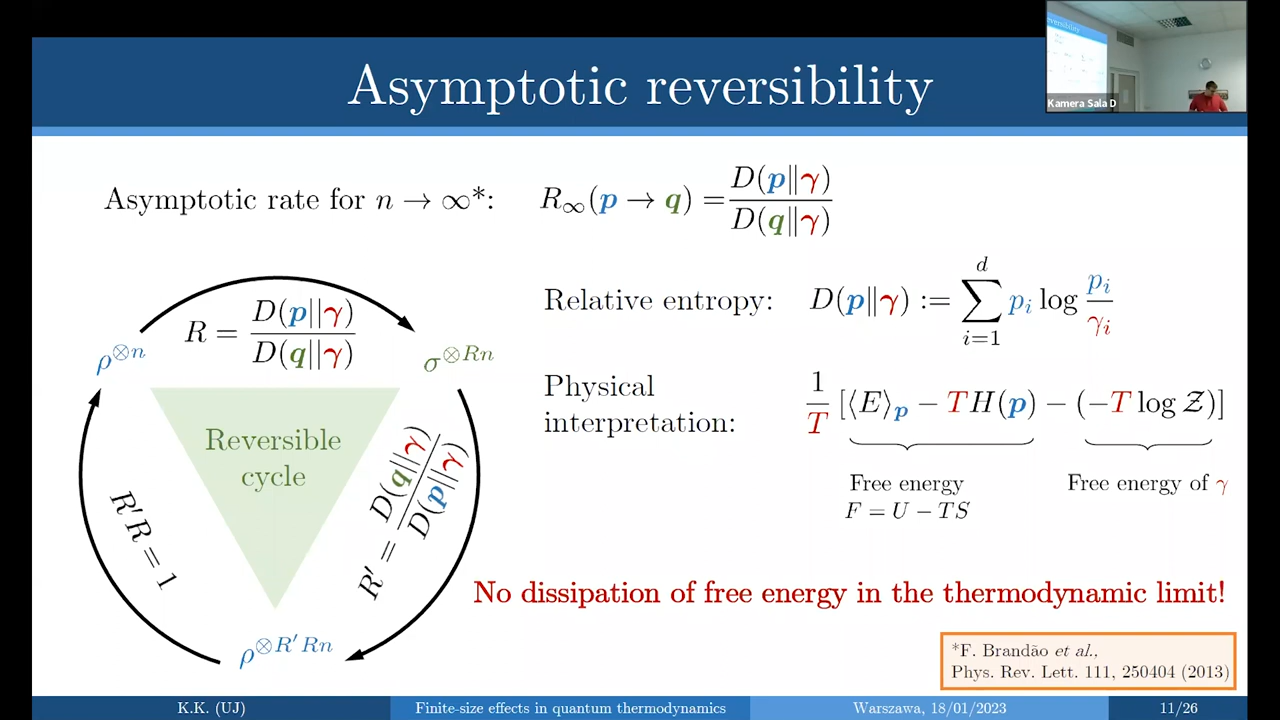 Asymptotic reversibility
Kamera Sala D
Asymptotic rate for n → ∞*: R∞(p → q) = D(p∥γ) / D(q∥γ)
R = D(p||γ) / D(q||γ)
ρ^{⊗n}
σ^{⊗Rn}
Reversible
cycle
R′ = D(q||γ) / D(p||γ)
R′R = 1
ρ^{⊗R′Rn}
Relative entropy: D(p∥γ) := ∑_{i=1}^{d} p_i log p_i / γ_i
Physical
interpretation: 1/T [⟨E⟩_p − TH(p) − (−T log 𝒵)]
Free energy
F = U − TS
Free energy of γ
No dissipation of free energy in the thermodynamic limit!
*F. Brandão et al.,
Phys. Rev. Lett. 111, 250404 (2013)
K.K. (UJ)
Finite-size effects in quantum thermodynamics
Warszawa, 18/01/2023
11/26